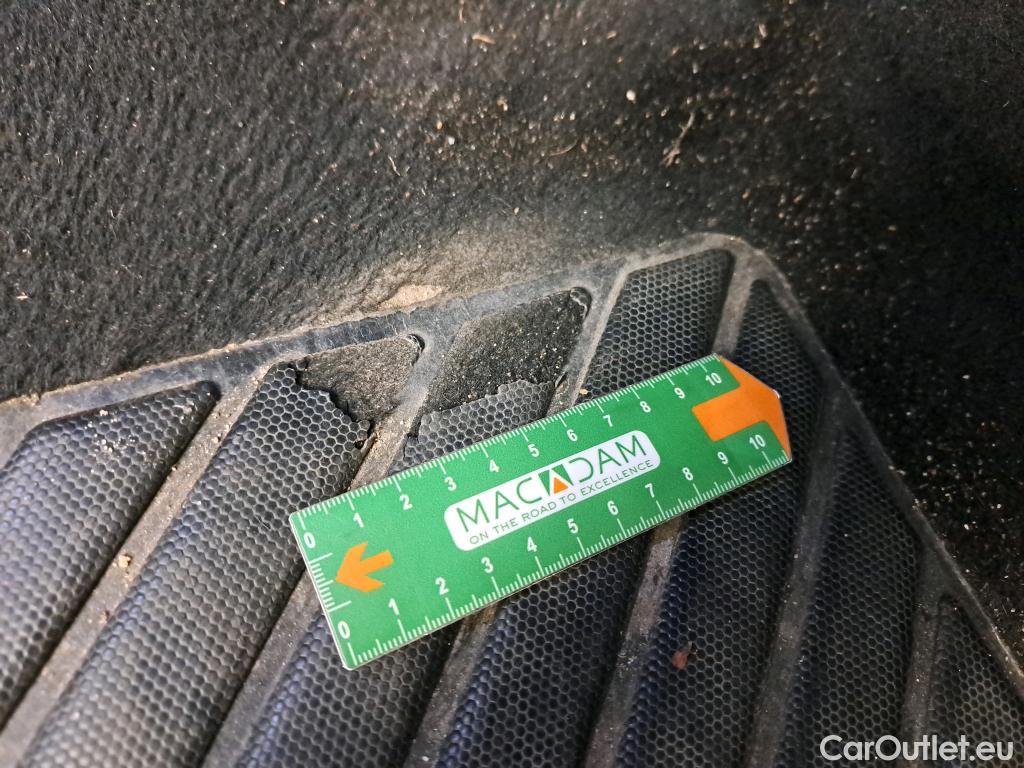 0 1 2 3 4 5 6 7 8 9 10
MACADAM
ON THE ROAD TO EXCELLENCE
0 1 2 3 4 5 6 7 8 9 10
CarOutlet.eu